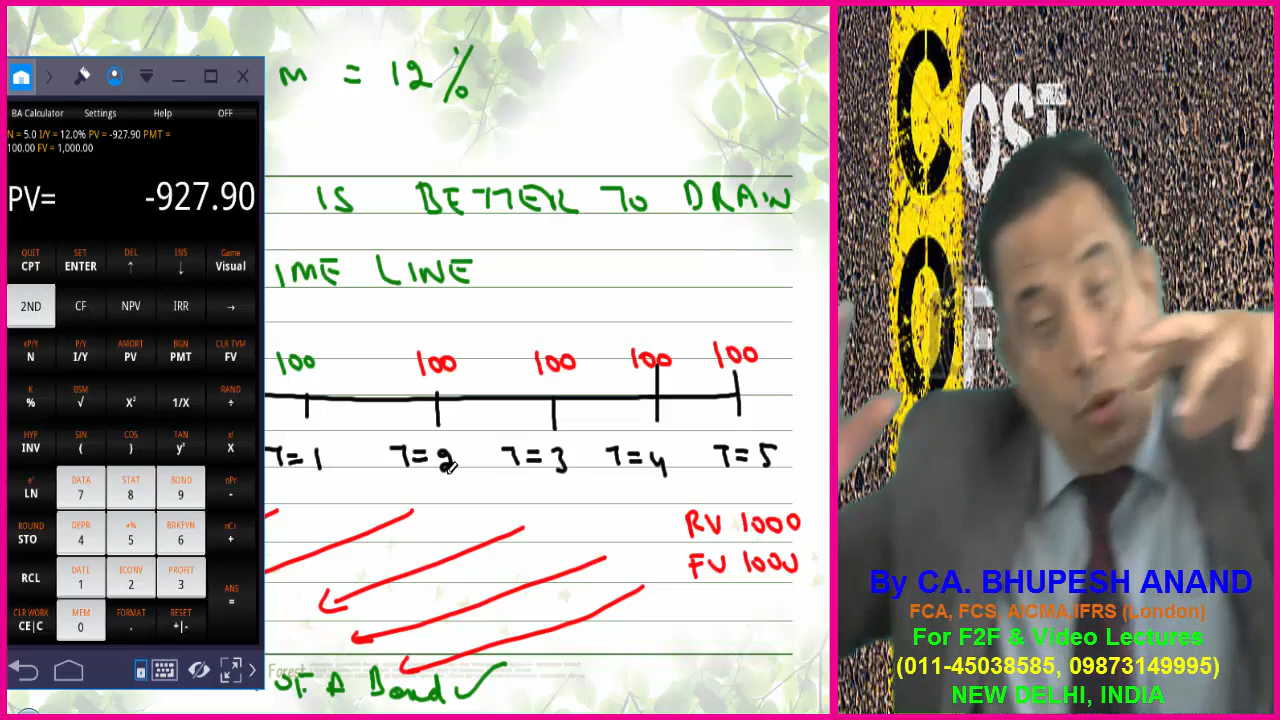 m = 12%
IS BETTER TO DRAW
IME LINE
100 100 100 100 100
T=1 T=2 T=3 T=4 T=5
RV 1000
FV 1000
OF A Bond ✓
Forest
BA Calculator Settings Help OFF
N = 5.0 I/Y = 12.0% PV = -927.90 PMT =
100.00 FV = 1,000.00
PV= -927.90
QUIT SET DEL INS Game
CPT ENTER ↑ ↓ Visual
2ND CF NPV IRR →
xP/Y P/Y AMORT BGN CLR TVM
N I/Y PV PMT FV
K BSM RAND
% √ X² 1/X ÷
HYP SIN COS TAN x!
INV ( ) yˣ X
eˣ DATA STAT BOND nPr
LN 7 8 9 -
ROUND DEPR Δ% BRKEVN nCr
STO 4 5 6 +
DATE ICONV PROFIT ANS
RCL 1 2 3 =
CLR WORK MEM FORMAT RESET
CE|C 0 . +|-
COST
OF
By CA. BHUPESH ANAND
FCA, FCS AICMA.IFRS (London)
For F2F & Video Lectures
(011-45038585, 09873149995)
NEW DELHI, INDIA